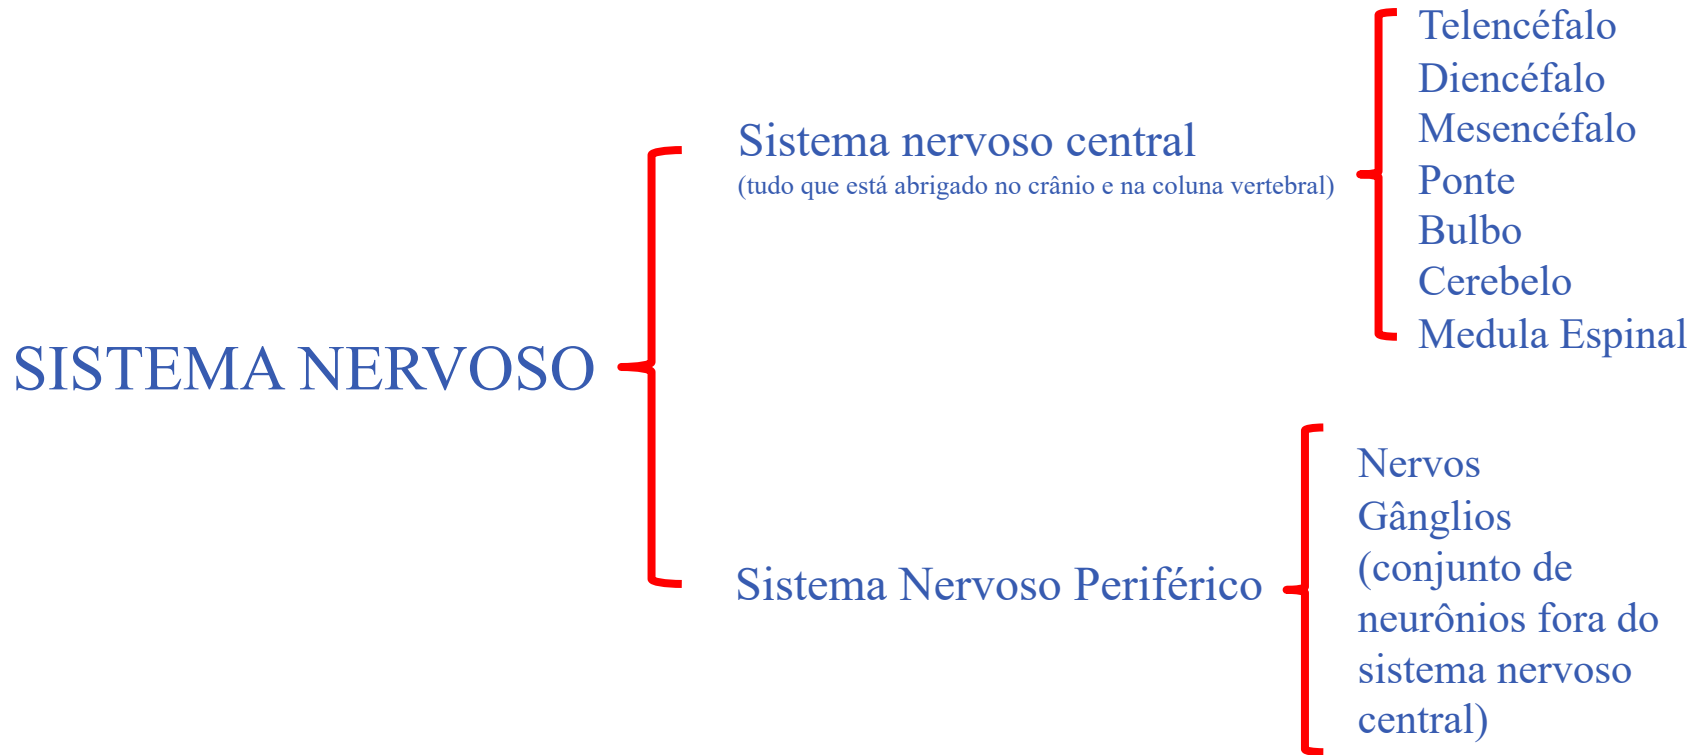 SISTEMA NERVOSO
Sistema nervoso central
(tudo que está abrigado no crânio e na coluna vertebral)
Telencéfalo
Diencéfalo
Mesencéfalo
Ponte
Bulbo
Cerebelo
Medula Espinal
Sistema Nervoso Periférico
Nervos
Gânglios
(conjunto de
neurônios fora do
sistema nervoso
central)